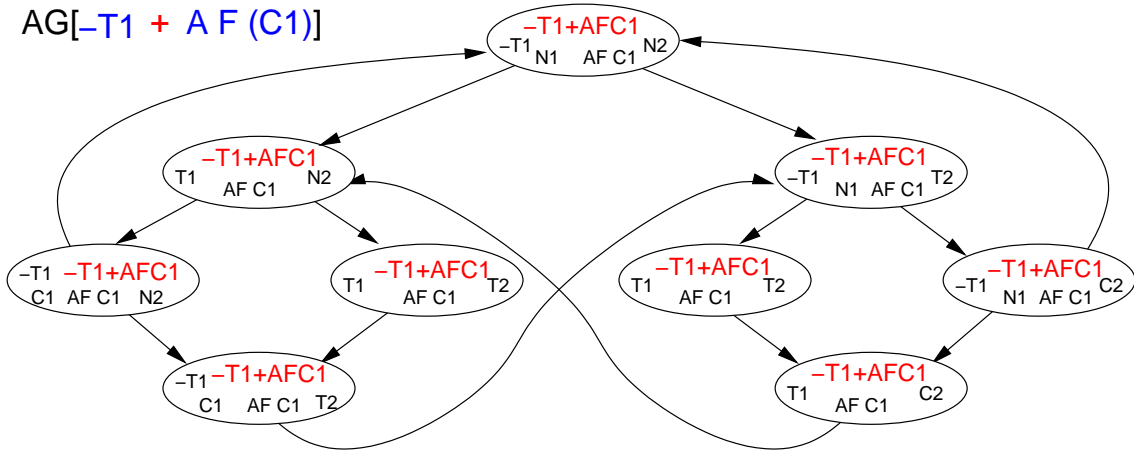 AG[–T1 + A F (C1)]
–T1+AFC1
–T1 N1 AF C1 N2
–T1+AFC1
T1 AF C1 N2
–T1+AFC1
–T1 N1 AF C1 T2
–T1 –T1+AFC1
C1 AF C1 N2
–T1+AFC1
T1 AF C1 T2
–T1+AFC1
T1 AF C1 T2
–T1+AFC1
–T1 N1 AF C1 C2
–T1 –T1+AFC1
C1 AF C1 T2
–T1+AFC1
T1 AF C1 C2